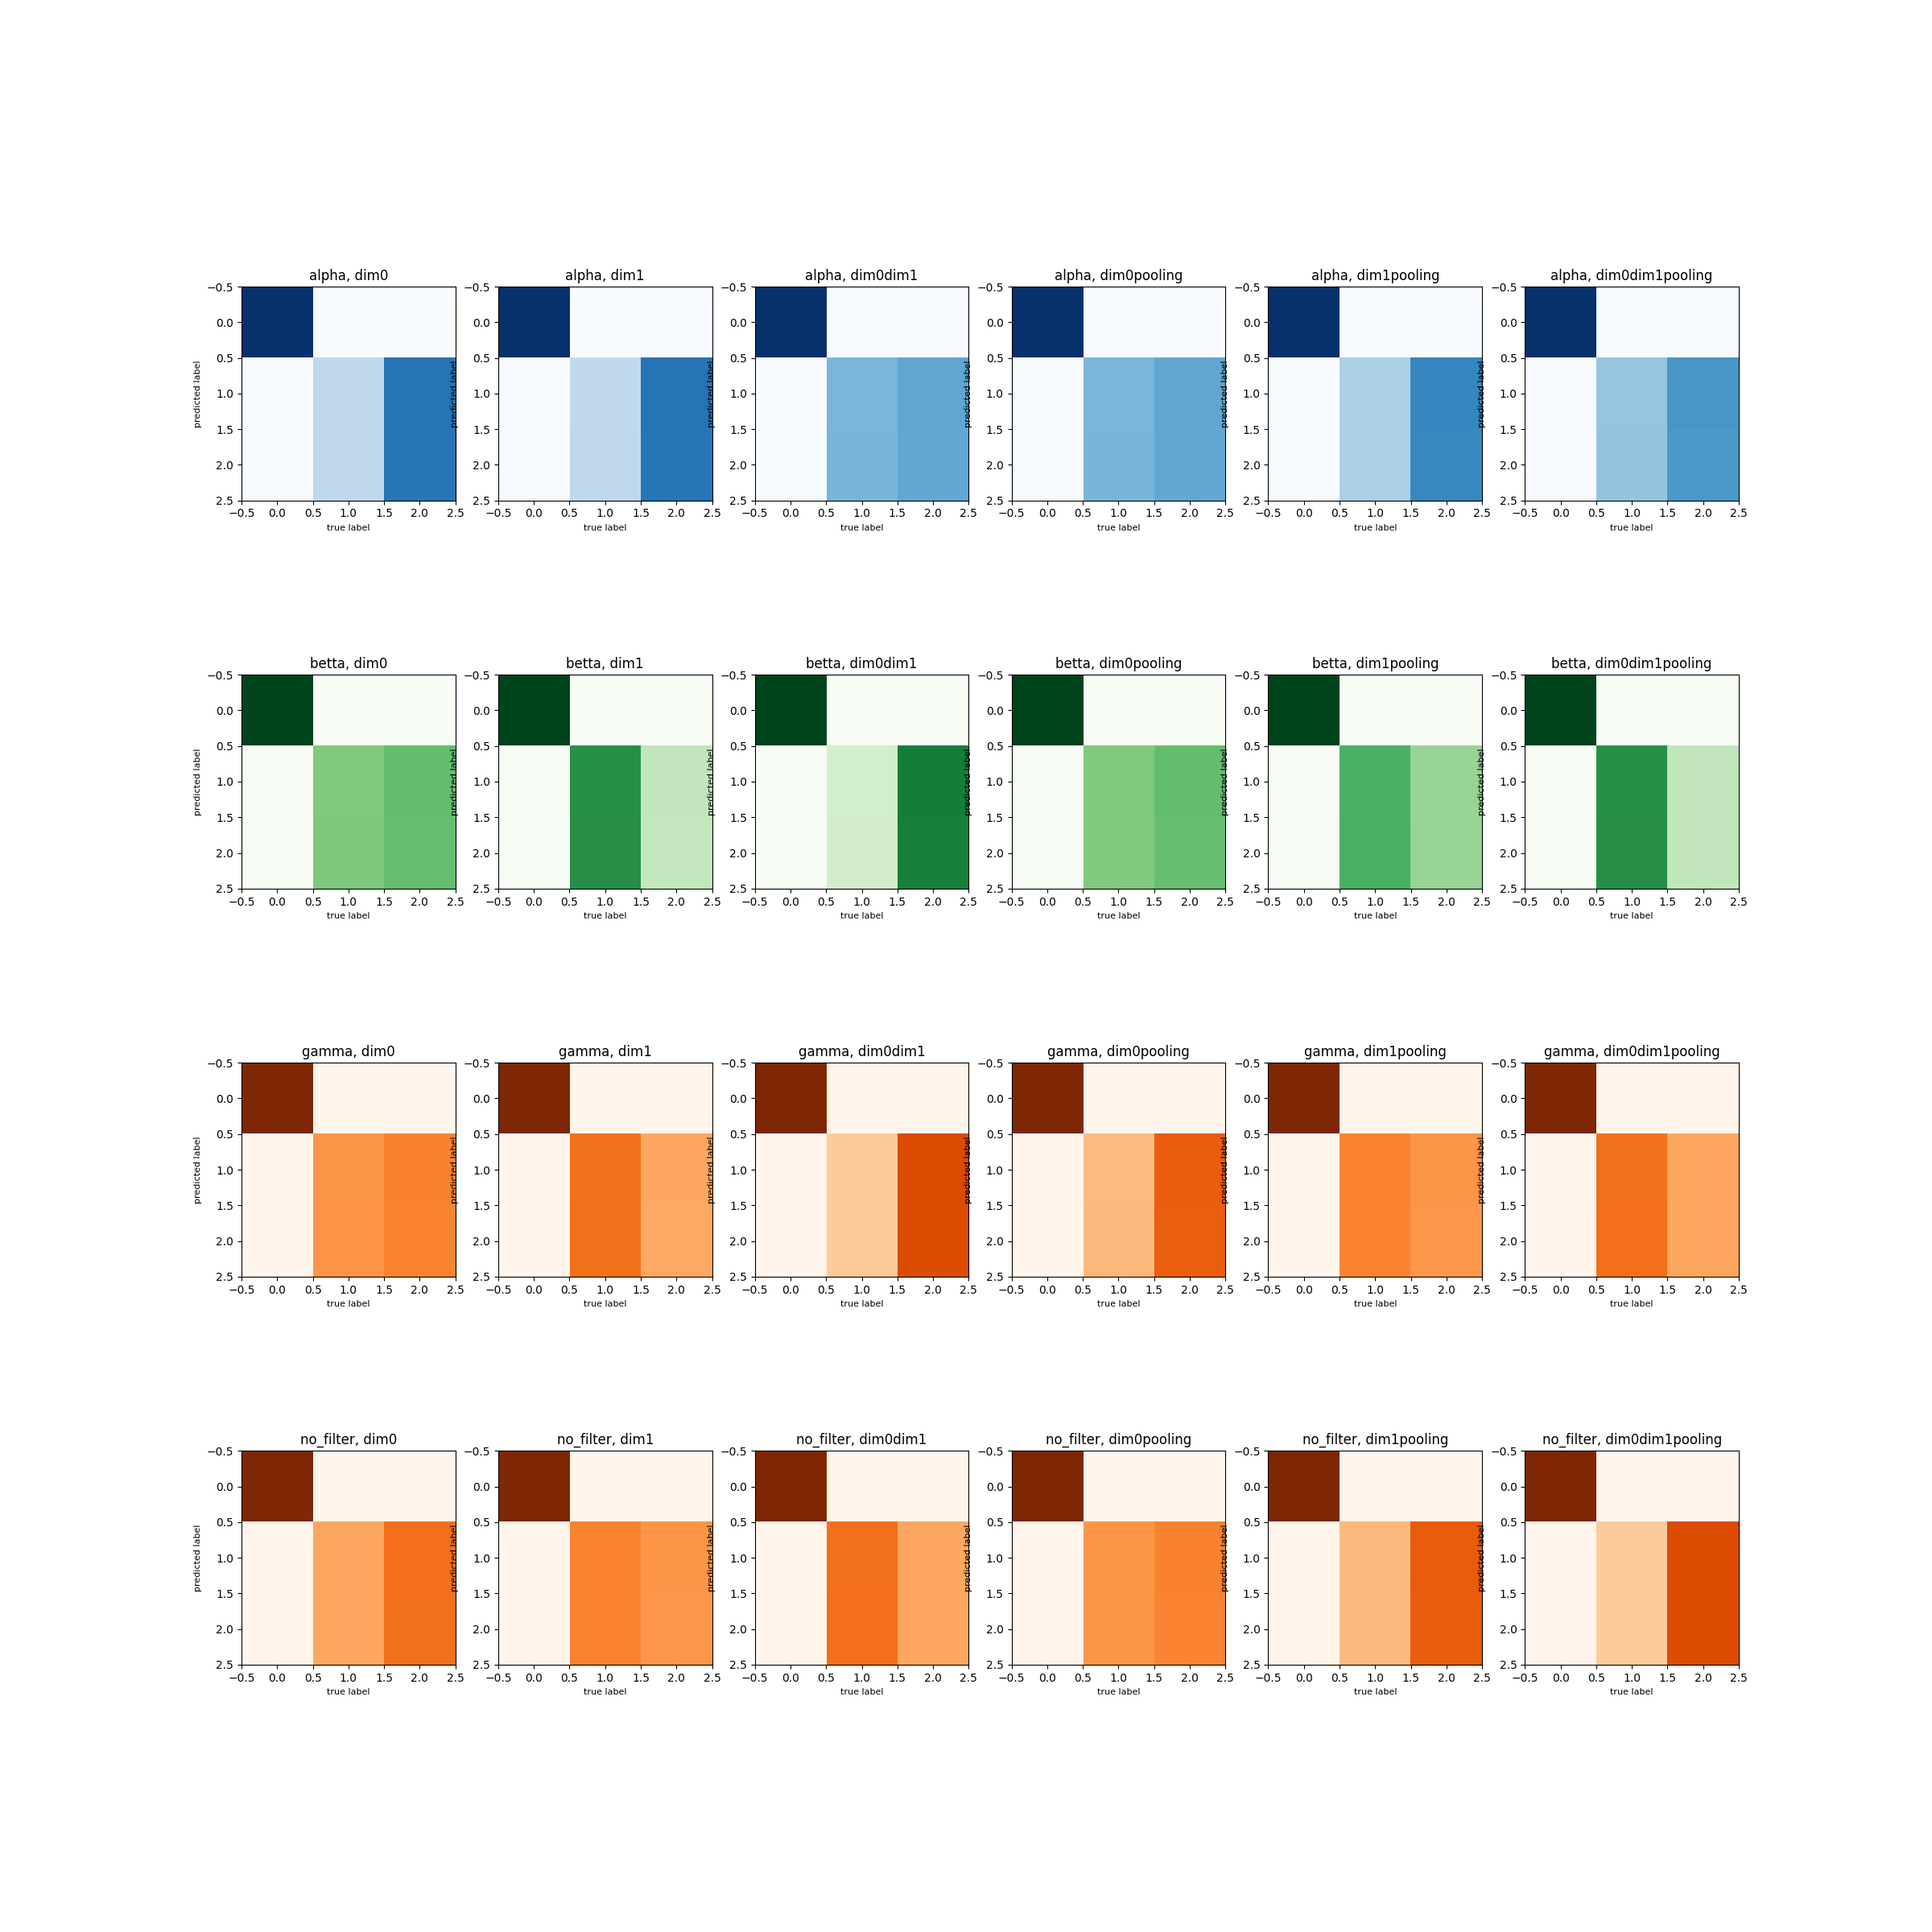 alpha, dim0 alpha, dim1 alpha, dim0dim1 alpha, dim0pooling alpha, dim1pooling alpha, dim0dim1pooling
−0.5 −0.5 −0.5 −0.5 −0.5 −0.5
0.0 0.0 0.0 0.0 0.0 0.0
0.5 0.5 0.5 0.5 0.5 0.5
predicted label predicted label predicted label predicted label predicted label predicted label
1.0 1.0 1.0 1.0 1.0 1.0
1.5 1.5 1.5 1.5 1.5 1.5
2.0 2.0 2.0 2.0 2.0 2.0
2.5 2.5 2.5 2.5 2.5 2.5
−0.5 0.0 0.5 1.0 1.5 2.0 2.5 −0.5 0.0 0.5 1.0 1.5 2.0 2.5 −0.5 0.0 0.5 1.0 1.5 2.0 2.5 −0.5 0.0 0.5 1.0 1.5 2.0 2.5 −0.5 0.0 0.5 1.0 1.5 2.0 2.5 −0.5 0.0 0.5 1.0 1.5 2.0 2.5
true label true label true label true label true label true label
betta, dim0 betta, dim1 betta, dim0dim1 betta, dim0pooling betta, dim1pooling betta, dim0dim1pooling
−0.5 −0.5 −0.5 −0.5 −0.5 −0.5
0.0 0.0 0.0 0.0 0.0 0.0
0.5 0.5 0.5 0.5 0.5 0.5
predicted label predicted label predicted label predicted label predicted label predicted label
1.0 1.0 1.0 1.0 1.0 1.0
1.5 1.5 1.5 1.5 1.5 1.5
2.0 2.0 2.0 2.0 2.0 2.0
2.5 2.5 2.5 2.5 2.5 2.5
−0.5 0.0 0.5 1.0 1.5 2.0 2.5 −0.5 0.0 0.5 1.0 1.5 2.0 2.5 −0.5 0.0 0.5 1.0 1.5 2.0 2.5 −0.5 0.0 0.5 1.0 1.5 2.0 2.5 −0.5 0.0 0.5 1.0 1.5 2.0 2.5 −0.5 0.0 0.5 1.0 1.5 2.0 2.5
true label true label true label true label true label true label
gamma, dim0 gamma, dim1 gamma, dim0dim1 gamma, dim0pooling gamma, dim1pooling gamma, dim0dim1pooling
−0.5 −0.5 −0.5 −0.5 −0.5 −0.5
0.0 0.0 0.0 0.0 0.0 0.0
0.5 0.5 0.5 0.5 0.5 0.5
predicted label predicted label predicted label predicted label predicted label predicted label
1.0 1.0 1.0 1.0 1.0 1.0
1.5 1.5 1.5 1.5 1.5 1.5
2.0 2.0 2.0 2.0 2.0 2.0
2.5 2.5 2.5 2.5 2.5 2.5
−0.5 0.0 0.5 1.0 1.5 2.0 2.5 −0.5 0.0 0.5 1.0 1.5 2.0 2.5 −0.5 0.0 0.5 1.0 1.5 2.0 2.5 −0.5 0.0 0.5 1.0 1.5 2.0 2.5 −0.5 0.0 0.5 1.0 1.5 2.0 2.5 −0.5 0.0 0.5 1.0 1.5 2.0 2.5
true label true label true label true label true label true label
no_filter, dim0 no_filter, dim1 no_filter, dim0dim1 no_filter, dim0pooling no_filter, dim1pooling no_filter, dim0dim1pooling
−0.5 −0.5 −0.5 −0.5 −0.5 −0.5
0.0 0.0 0.0 0.0 0.0 0.0
0.5 0.5 0.5 0.5 0.5 0.5
predicted label predicted label predicted label predicted label predicted label predicted label
1.0 1.0 1.0 1.0 1.0 1.0
1.5 1.5 1.5 1.5 1.5 1.5
2.0 2.0 2.0 2.0 2.0 2.0
2.5 2.5 2.5 2.5 2.5 2.5
−0.5 0.0 0.5 1.0 1.5 2.0 2.5 −0.5 0.0 0.5 1.0 1.5 2.0 2.5 −0.5 0.0 0.5 1.0 1.5 2.0 2.5 −0.5 0.0 0.5 1.0 1.5 2.0 2.5 −0.5 0.0 0.5 1.0 1.5 2.0 2.5 −0.5 0.0 0.5 1.0 1.5 2.0 2.5
true label true label true label true label true label true label